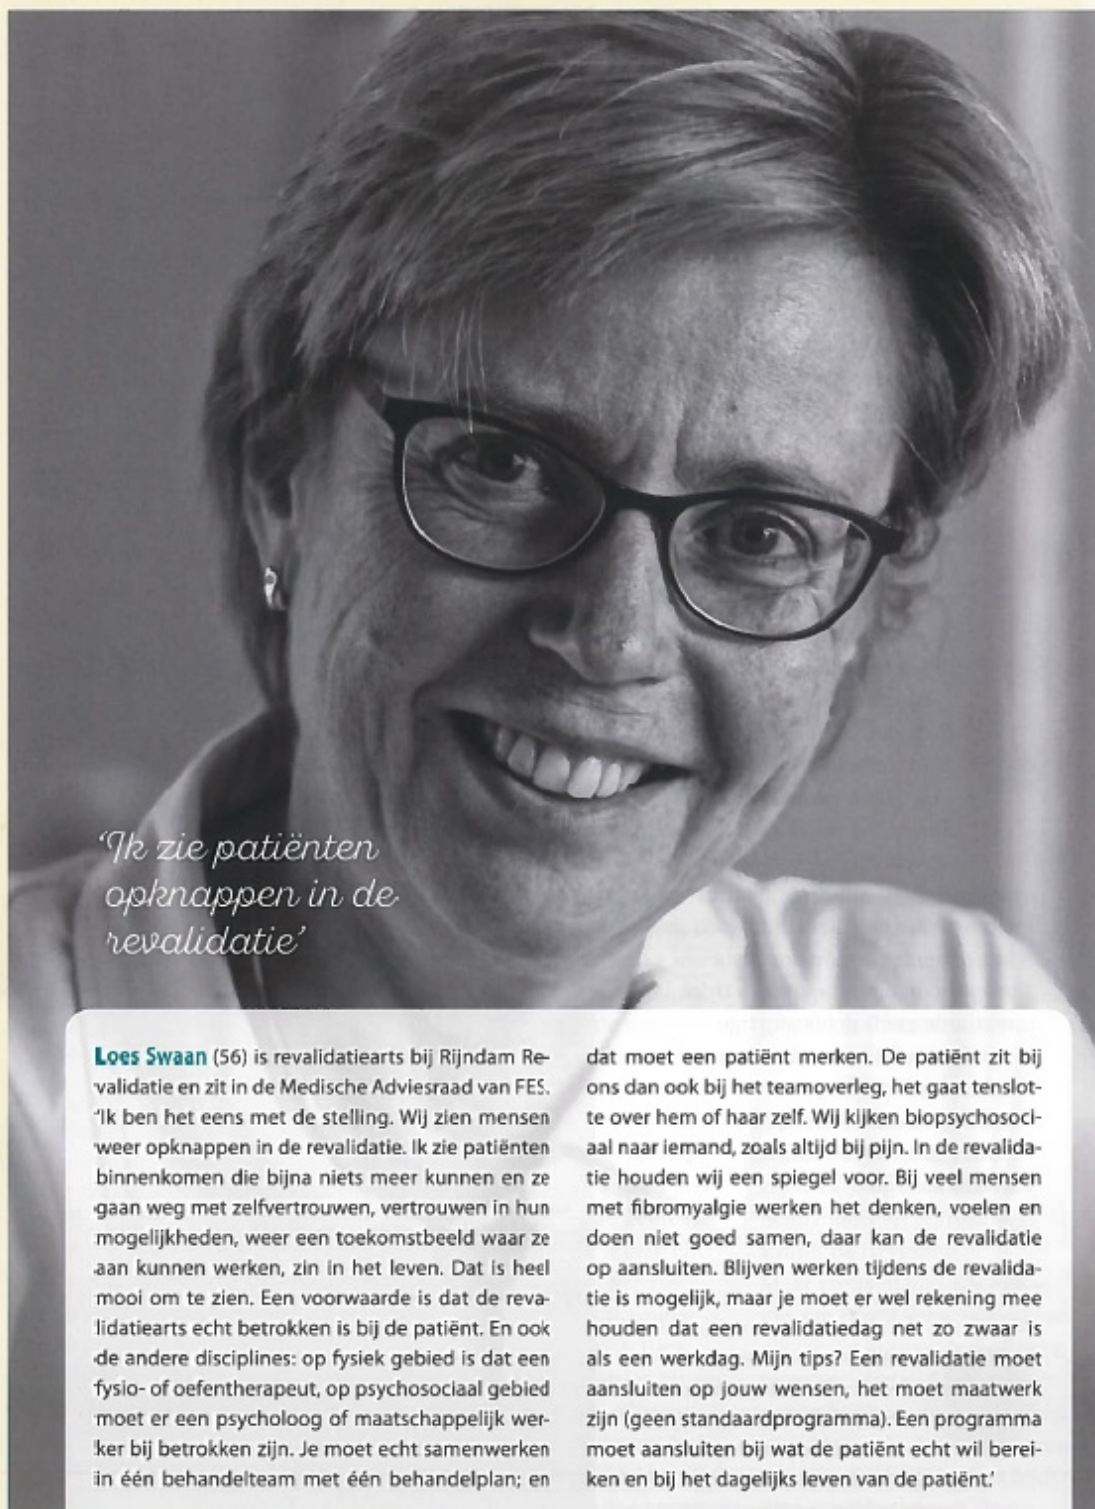 ‘Ik zie patiënten
opknappen in de
revalidatie’
Loes Swaan (56) is revalidatiearts bij Rijndam Re-
validatie en zit in de Medische Adviesraad van FES.
‘Ik ben het eens met de stelling. Wij zien mensen
weer opknappen in de revalidatie. Ik zie patiënten
binnenkomen die bijna niets meer kunnen en ze
gaan weg met zelfvertrouwen, vertrouwen in hun
mogelijkheden, weer een toekomstbeeld waar ze
aan kunnen werken, zin in het leven. Dat is heel
mooi om te zien. Een voorwaarde is dat de reva-
lidatiearts echt betrokken is bij de patiënt. En ook
de andere disciplines: op fysiek gebied is dat een
fysio- of oefentherapeut, op psychosociaal gebied
moet er een psycholoog of maatschappelijk wer-
ker bij betrokken zijn. Je moet echt samenwerken
in één behandelteam met één behandelplan; en
dat moet een patiënt merken. De patiënt zit bij
ons dan ook bij het teamoverleg, het gaat tenslot-
te over hem of haar zelf. Wij kijken biopsychosoci-
aal naar iemand, zoals altijd bij pijn. In de revalida-
tie houden wij een spiegel voor. Bij veel mensen
met fibromyalgie werken het denken, voelen en
doen niet goed samen, daar kan de revalidatie
op aansluiten. Blijven werken tijdens de revalida-
tie is mogelijk, maar je moet er wel rekening mee
houden dat een revalidatiedag net zo zwaar is
als een werkdag. Mijn tips? Een revalidatie moet
aansluiten op jouw wensen, het moet maatwerk
zijn (geen standaardprogramma). Een programma
moet aansluiten bij wat de patiënt echt wil berei-
ken en bij het dagelijks leven van de patiënt.’